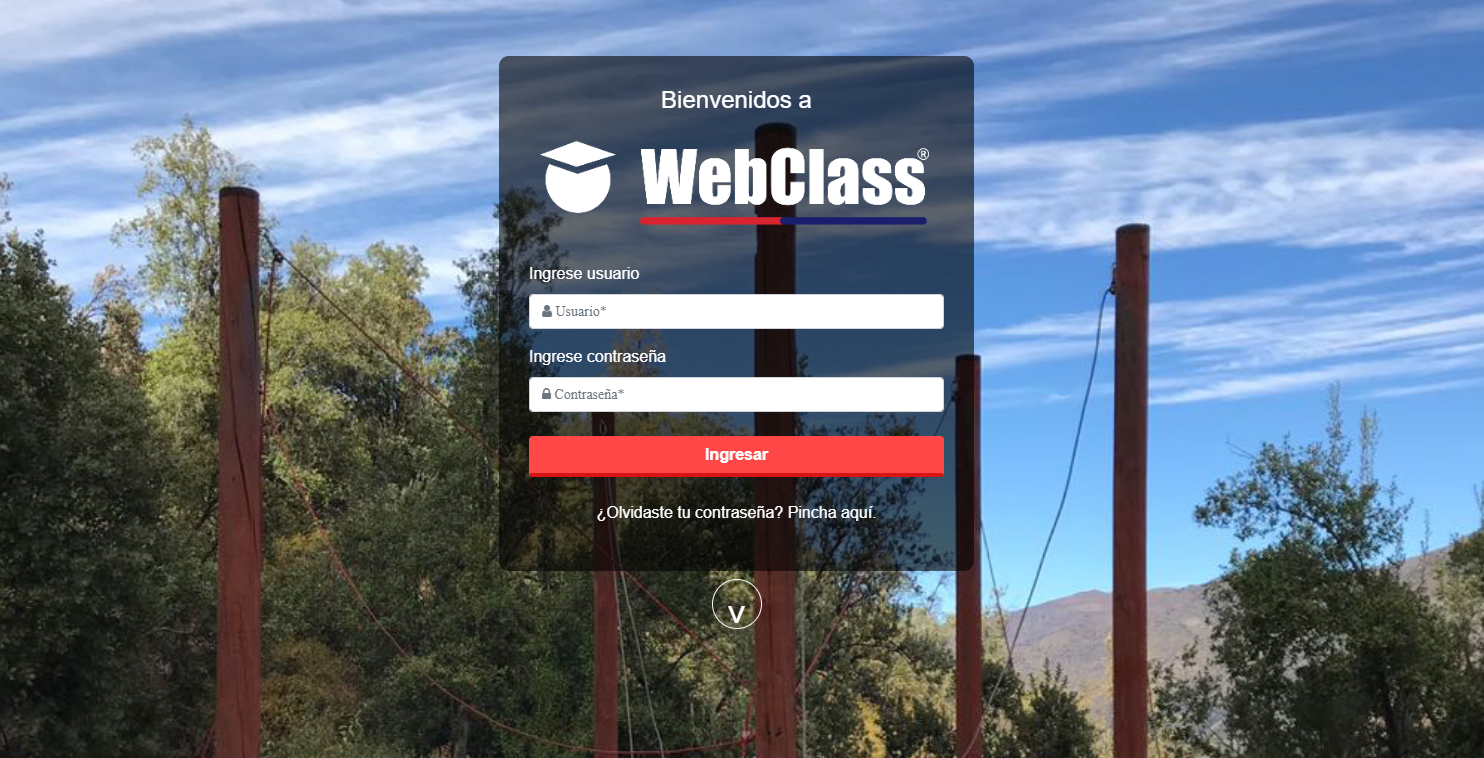 Bienvenidos a
WebClass®
Ingrese usuario
Usuario*
Ingrese contraseña
Contraseña*
Ingresar
¿Olvidaste tu contraseña? Pincha aquí.
V